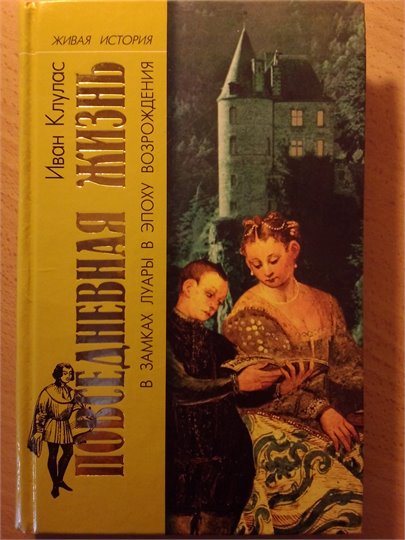 ЖИВАЯ ИСТОРИЯ
Иван Клулас
ПОВСЕДНЕВНАЯ ЖИЗНЬ
В ЗАМКАХ ЛУАРЫ В ЭПОХУ ВОЗРОЖДЕНИЯ